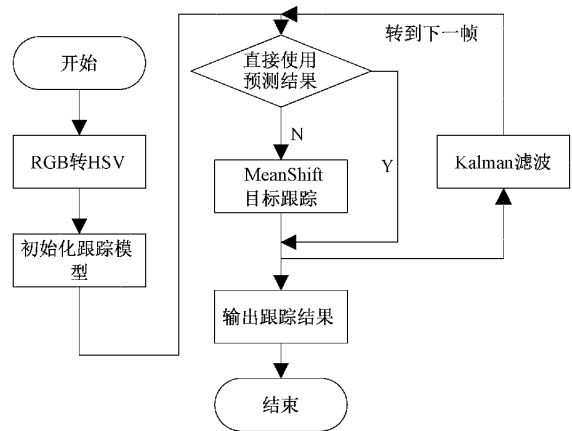 开始
RGB转HSV
初始化跟踪模
型
直接使用
预测结果
N
Y
MeanShift
目标跟踪
转到下一帧
Kalman滤波
输出跟踪结果
结束